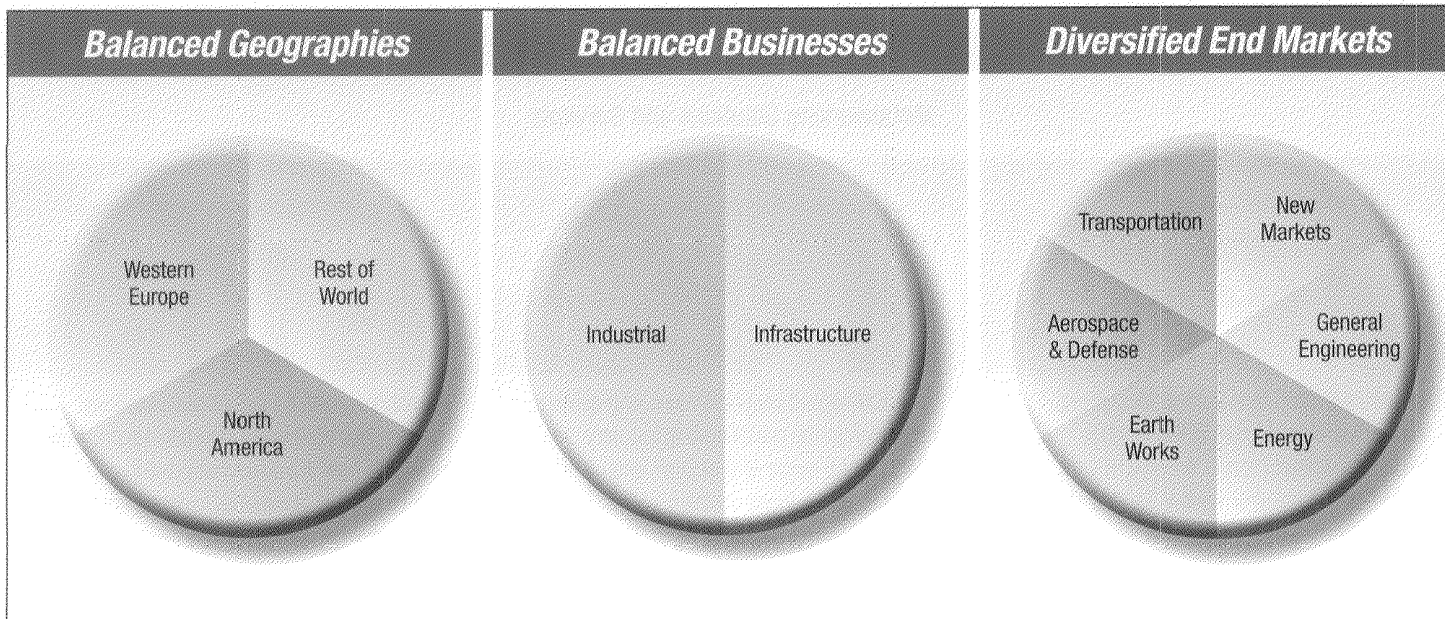 Balanced Geographies
Western
Europe
Rest of
World
North
America
Balanced Businesses
Industrial
Infrastructure
Diversified End Markets
Transportation
New
Markets
Aerospace
& Defense
General
Engineering
Earth
Works
Energy